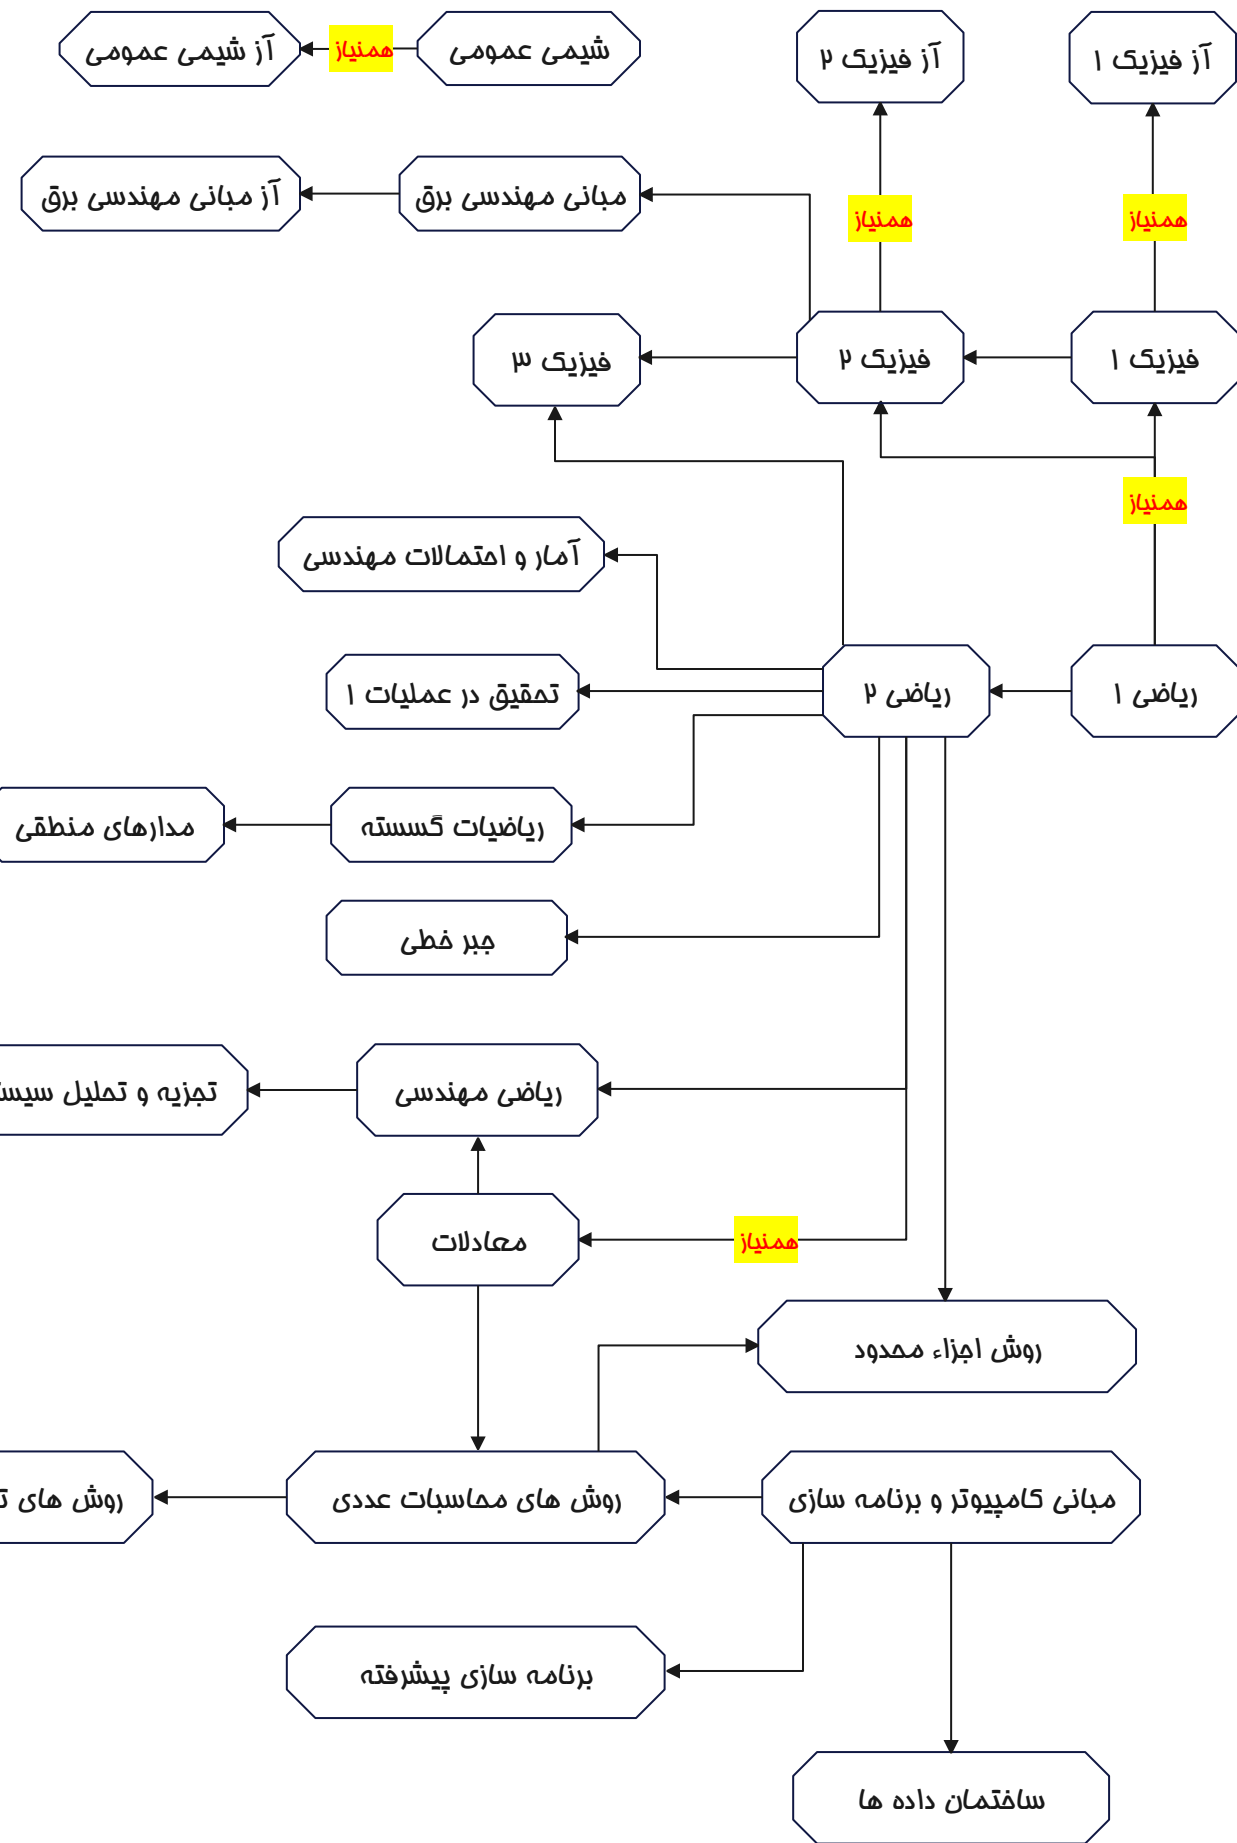 آز فیزیک ۱
آز فیزیک ۲
شیمی عمومی
همنیاز
آز شیمی عمومی
مبانی مهندسی برق
آز مبانی مهندسی برق
همنیاز
همنیاز
فیزیک ۱
فیزیک ۲
فیزیک ۳
همنیاز
آمار و احتمالات مهندسی
ریاضی ۱
ریاضی ۲
تحقیق در عملیات ۱
ریاضیات گسسته
مدارهای منطقی
جبر خطی
ریاضی مهندسی
تجزیه و تحلیل
معادلات
همنیاز
روش اجزاء محدود
مبانی کامپیوتر و برنامه سازی
روش های محاسبات عددی
روش های
برنامه سازی پیشرفته
ساختمان داده ها